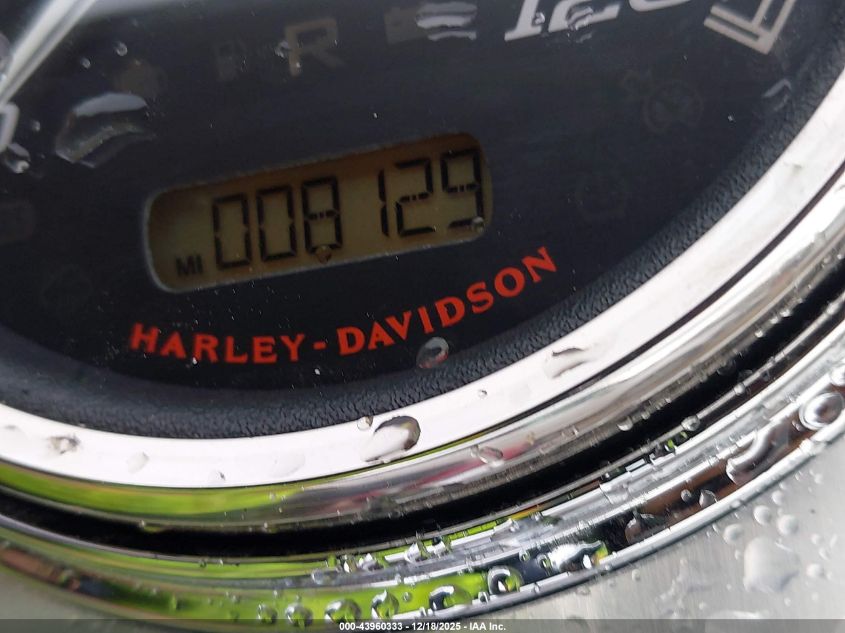 R
120
MI 008129
HARLEY-DAVIDSON
000-43960333 - 12/18/2025 - IAA Inc.